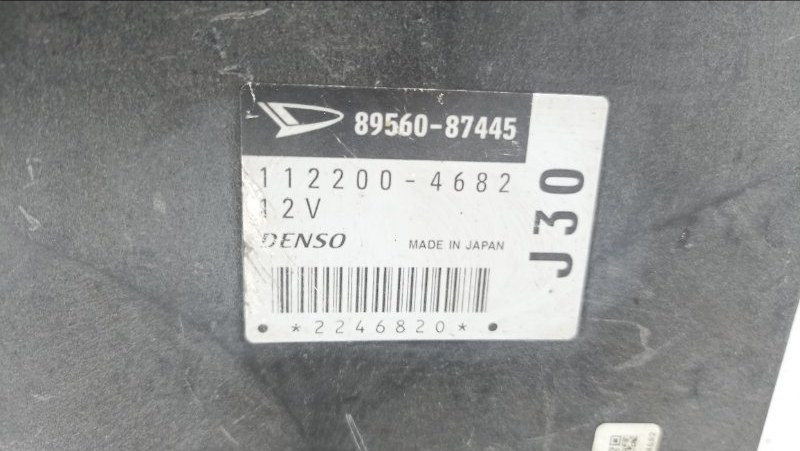 89560-87445
112200-4682
12V
DENSO MADE IN JAPAN
*2246820*
J30